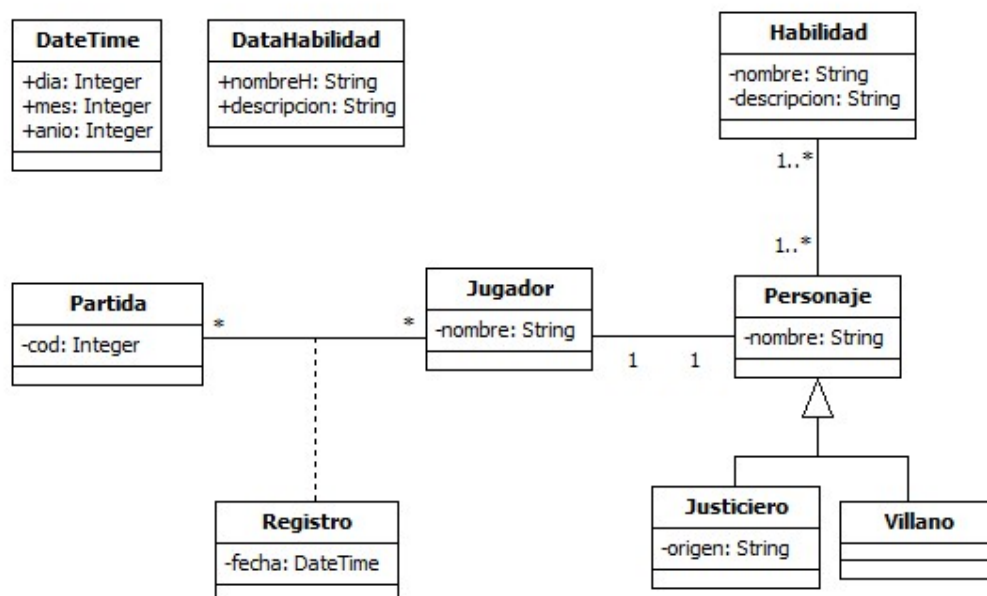 DateTime
+dia: Integer
+mes: Integer
+anio: Integer
DataHabilidad
+nombreH: String
+descripcion: String
Habilidad
-nombre: String
-descripcion: String
1..*
1..*
Partida
-cod: Integer
*
*
Jugador
-nombre: String
1
1
Personaje
-nombre: String
Registro
-fecha: DateTime
Justiciero
-origen: String
Villano